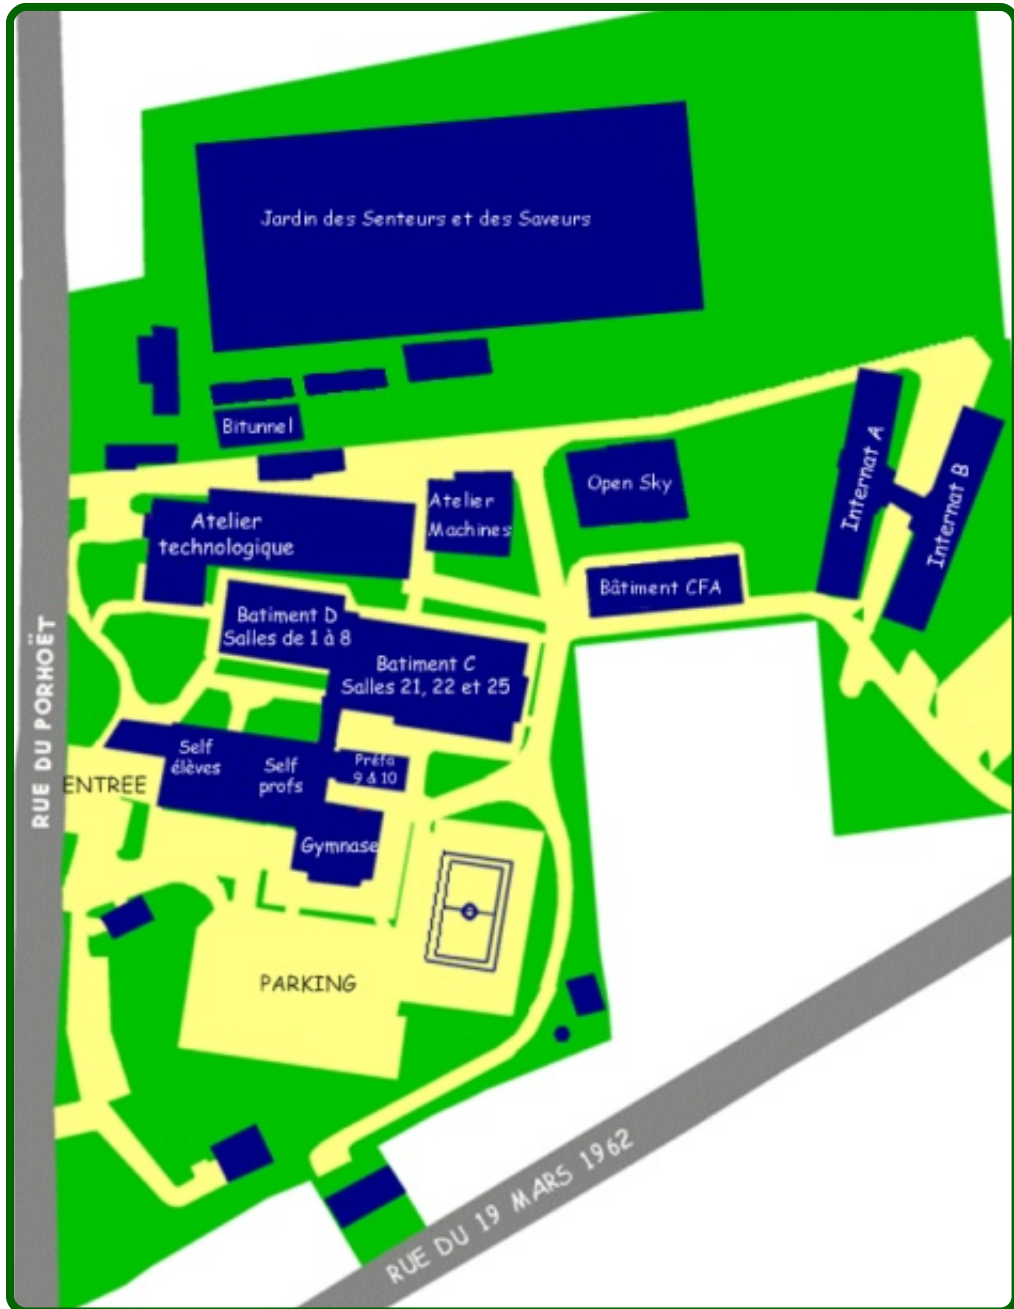 Jardin des Senteurs et des Saveurs
Bitunnel
Open Sky
Atelier
Machines
Atelier
technologique
Internat A
Internat B
Bâtiment CFA
Batiment D
Salles de 1 à 8
Batiment C
Salles 21, 22 et 25
RUE DU PORHOËT
Self
élèves
Self
profs
Préfa
9 & 10
ENTREE
Gymnase
PARKING
RUE DU 19 MARS 1962